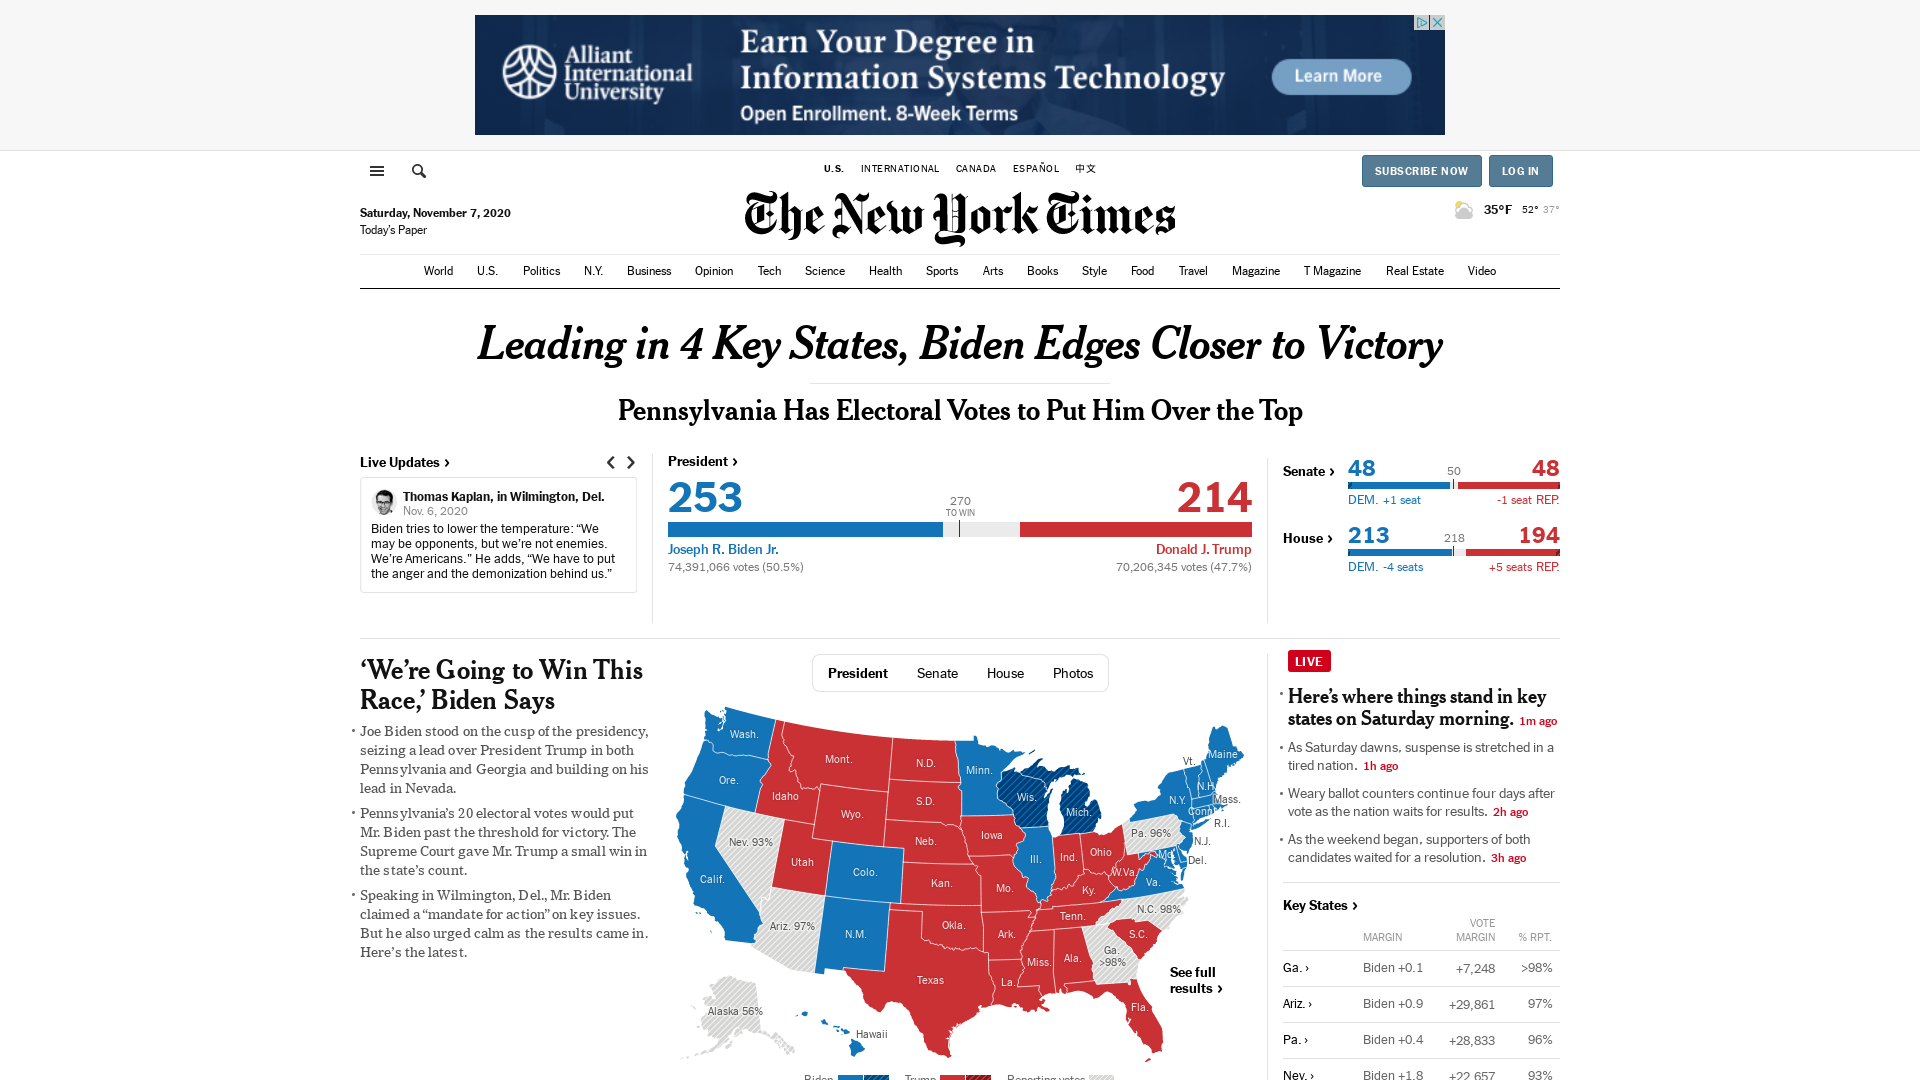 Alliant
International
University
Earn Your Degree in
Information Systems Technology
Open Enrollment. 8-Week Terms
Learn More
U.S. INTERNATIONAL CANADA ESPAÑOL 中文
SUBSCRIBE NOW LOG IN
Saturday, November 7, 2020
Today's Paper
The New York Times
35°F 52° 37°
World U.S. Politics N.Y. Business Opinion Tech Science Health Sports Arts Books Style Food Travel Magazine T Magazine Real Estate Video
Leading in 4 Key States, Biden Edges Closer to Victory
Pennsylvania Has Electoral Votes to Put Him Over the Top
Live Updates ›
Thomas Kaplan, in Wilmington, Del.
Nov. 6, 2020
Biden tries to lower the temperature: “We
may be opponents, but we’re not enemies.
We’re Americans.” He adds, “We have to put
the anger and the demonization behind us.”
President ›
253 270 214
TO WIN
Joseph R. Biden Jr. Donald J. Trump
74,391,066 votes (50.5%) 70,206,345 votes (47.7%)
Senate › 48 50 48
DEM. +1 seat -1 seat REP.
House › 213 218 194
DEM. -4 seats +5 seats REP.
‘We’re Going to Win This
Race,’ Biden Says
• Joe Biden stood on the cusp of the presidency,
seizing a lead over President Trump in both
Pennsylvania and Georgia and building on his
lead in Nevada.
• Pennsylvania’s 20 electoral votes would put
Mr. Biden past the threshold for victory. The
Supreme Court gave Mr. Trump a small win in
the state’s count.
• Speaking in Wilmington, Del., Mr. Biden
claimed a “mandate for action” on key issues.
But he also urged calm as the results came in.
Here’s the latest.
President Senate House Photos
Wash.
Mont.
N.D.
Minn.
Vt.
Maine
Ore.
Idaho
S.D.
Wis.
N.H.
Wyo.
Mich.
N.Y.
Mass.
Conn.
R.I.
Nev. 93%
Neb.
Iowa
Pa. 96%
N.J.
Utah
Colo.
Ill.
Ind.
Ohio
Md.
Del.
Calif.
Kan.
Mo.
Ky.
W.Va.
Va.
Ariz. 97%
N.M.
Okla.
Ark.
Tenn.
N.C. 98%
S.C.
Texas
La.
Miss.
Ala.
Ga.
>98%
Fla.
Alaska 56%
Hawaii
See full
results ›
Biden Trump Reporting votes
LIVE
• Here’s where things stand in key
states on Saturday morning. 1m ago
• As Saturday dawns, suspense is stretched in a
tired nation. 1h ago
• Weary ballot counters continue four days after
vote as the nation waits for results. 2h ago
• As the weekend began, supporters of both
candidates waited for a resolution. 3h ago
Key States ›
MARGIN VOTE MARGIN % RPT.
Ga. › Biden +0.1 +7,248 >98%
Ariz. › Biden +0.9 +29,861 97%
Pa. › Biden +0.4 +28,833 96%
Nev. › Biden +1.8 +22,657 93%